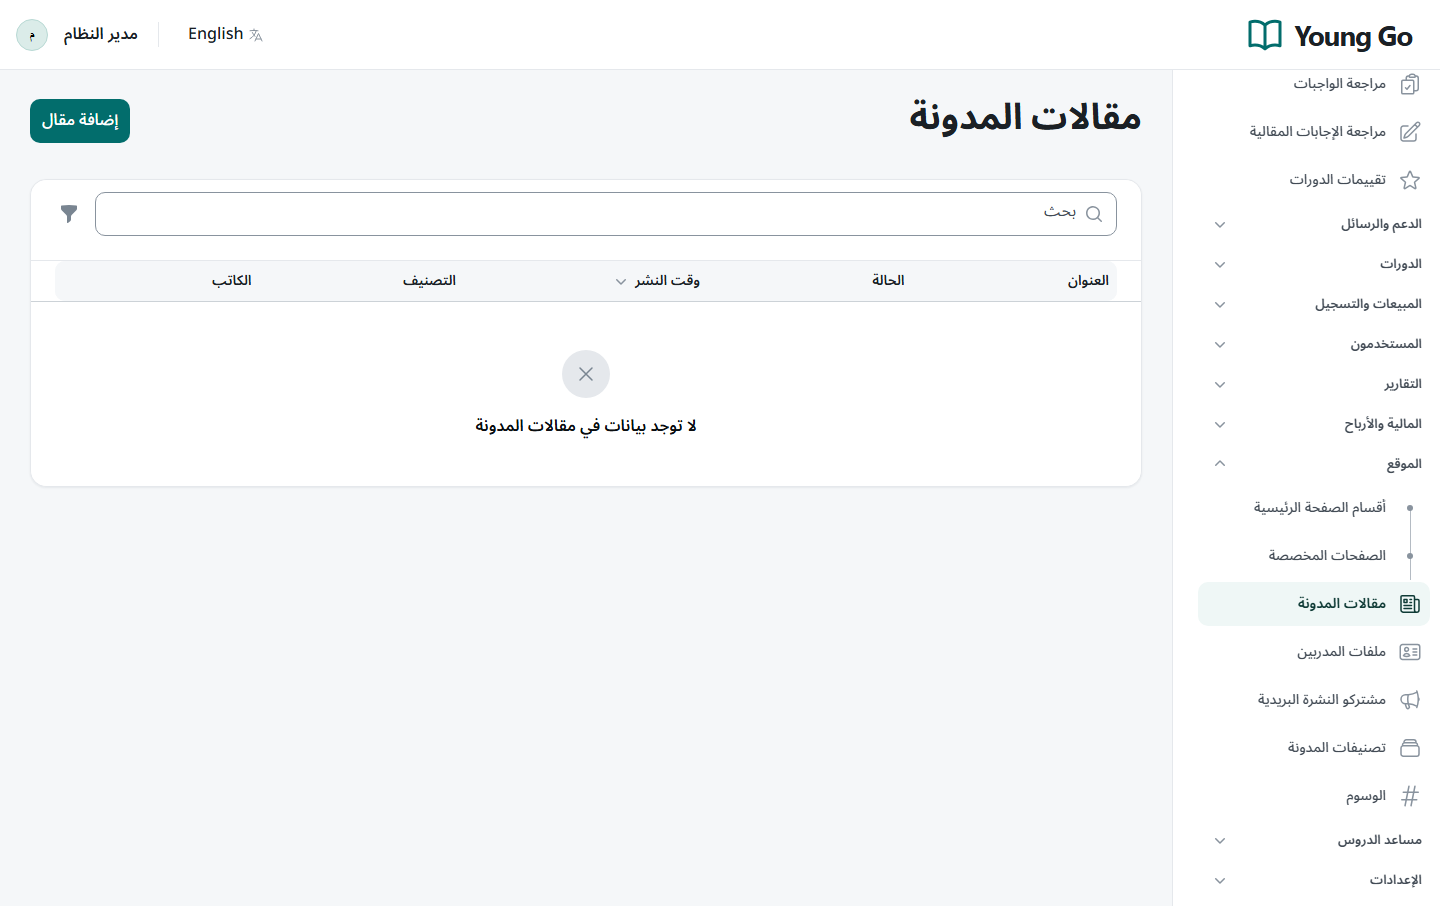 Young Go
English
مدير النظام
م
مراجعة الواجبات
مراجعة الإجابات المقالية
تقييمات الدورات
الدعم والرسائل
الدورات
المبيعات والتسجيل
المستخدمون
التقارير
المالية والأرباح
الموقع
أقسام الصفحة الرئيسية
الصفحات المخصصة
مقالات المدونة
ملفات المدربين
مشتركو النشرة البريدية
تصنيفات المدونة
الوسوم
مساعد الدروس
الإعدادات
مقالات المدونة
إضافة مقال
بحث
العنوان الحالة وقت النشر التصنيف الكاتب
لا توجد بيانات في مقالات المدونة